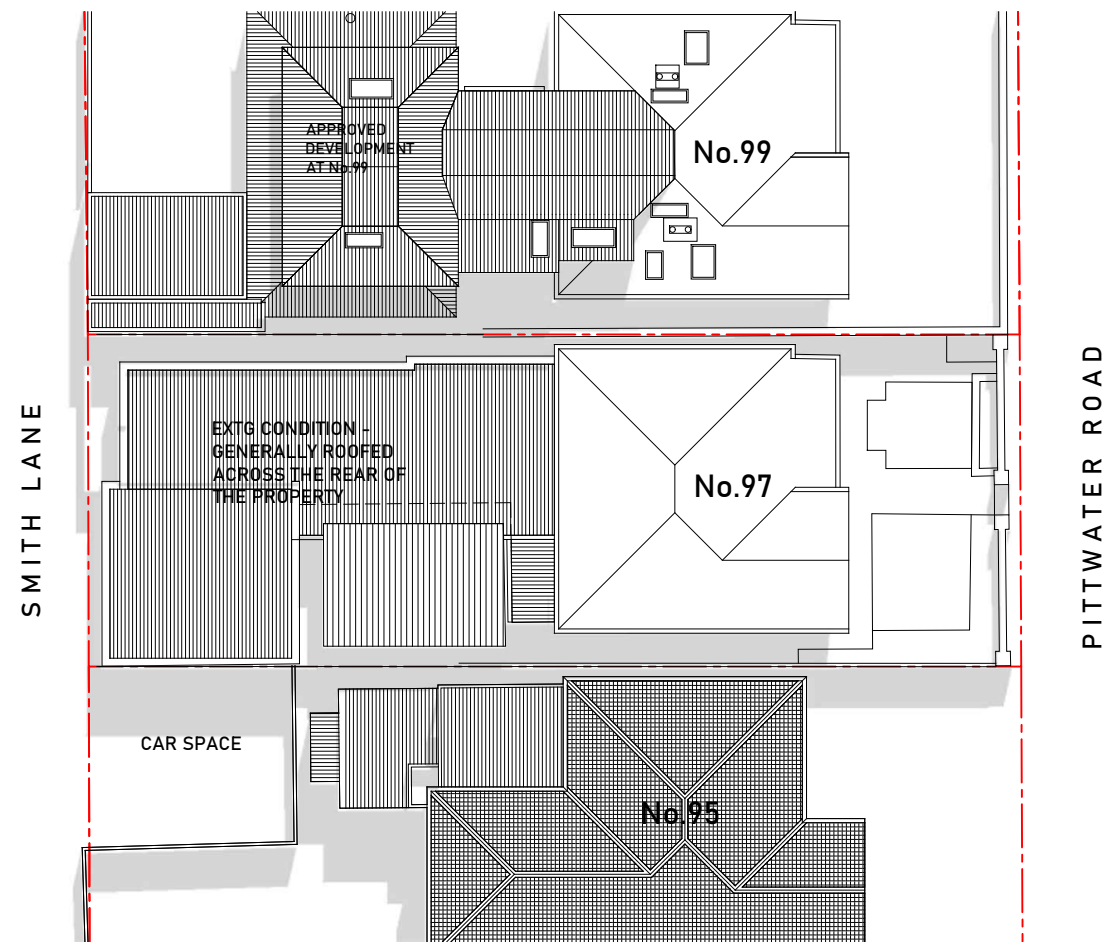 APPROVED
DEVELOPMENT
AT No.99
No.99
SMITH LANE
EXTG CONDITION -
GENERALLY ROOFED
ACROSS THE REAR OF
THE PROPERTY
No.97
PITTWATER ROAD
CAR SPACE
No.95